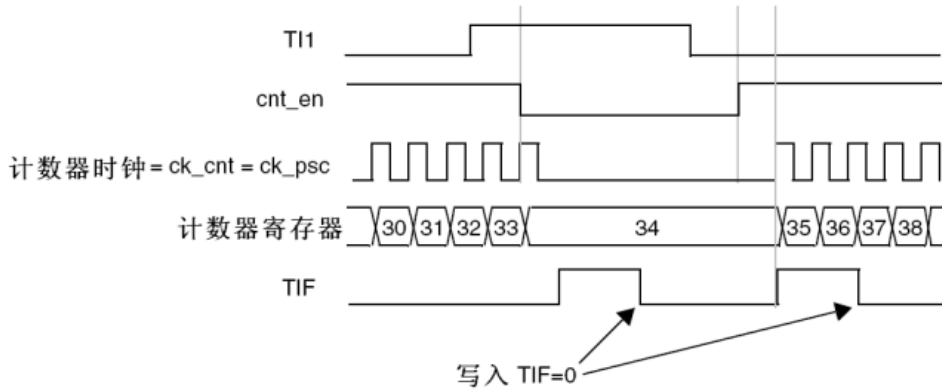 TI1
cnt_en
计数器时钟= ck_cnt = ck_psc
计数器寄存器 30 31 32 33 34 35 36 37 38
TIF
写入 TIF=0